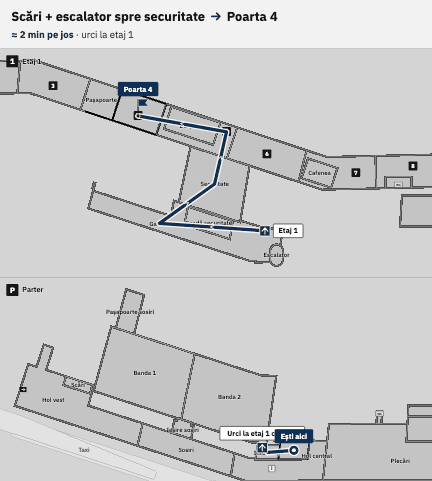 Scări + escalator spre securitate → Poarta 4
≈ 2 min pe jos · urci la etaj 1
1 Etaj 1
3
Pașapoarte
Poarta 4
6
Cafenea
7
8
Etaj 1
Escalator
P Parter
Pașapoarte sosiri
Banda 1
Banda 2
Scări
Hol vest
Sosiri
Taxi
Urci la etaj 1
Ești aici
Hol central
Plecări